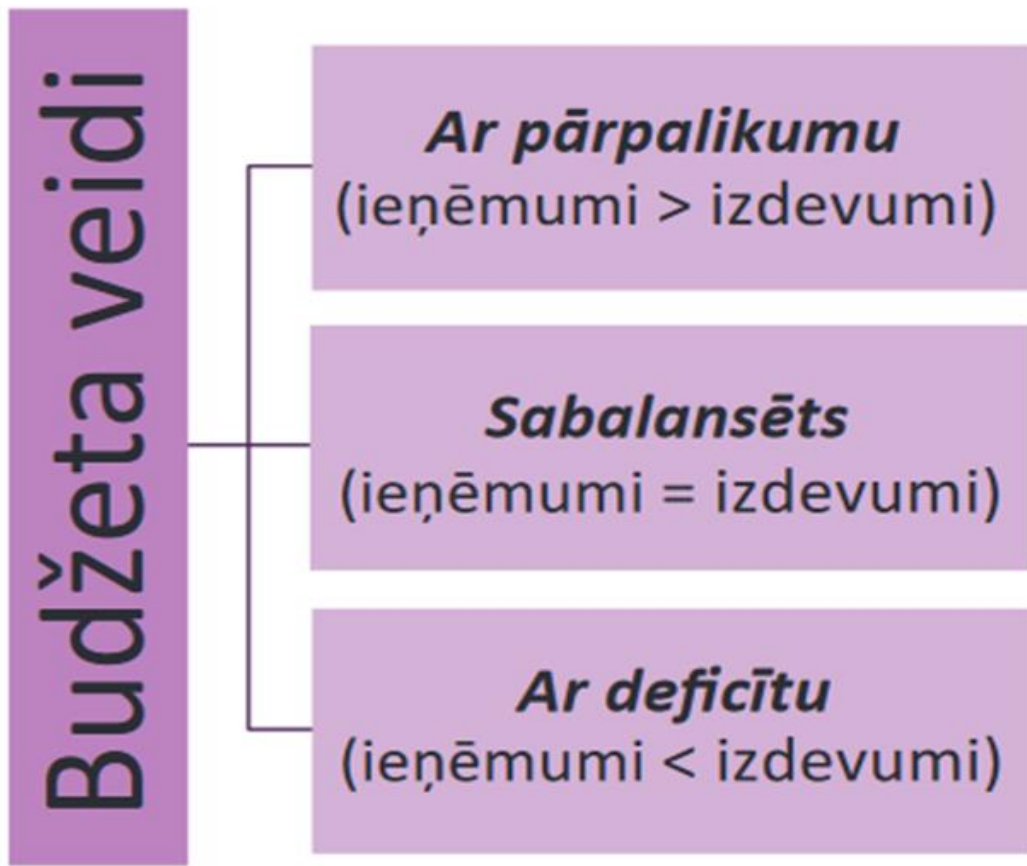 Budžeta veidi
Ar pārpalikumu
(ieņēmumi > izdevumi)
Sabalansēts
(ieņēmumi = izdevumi)
Ar deficītu
(ieņēmumi < izdevumi)